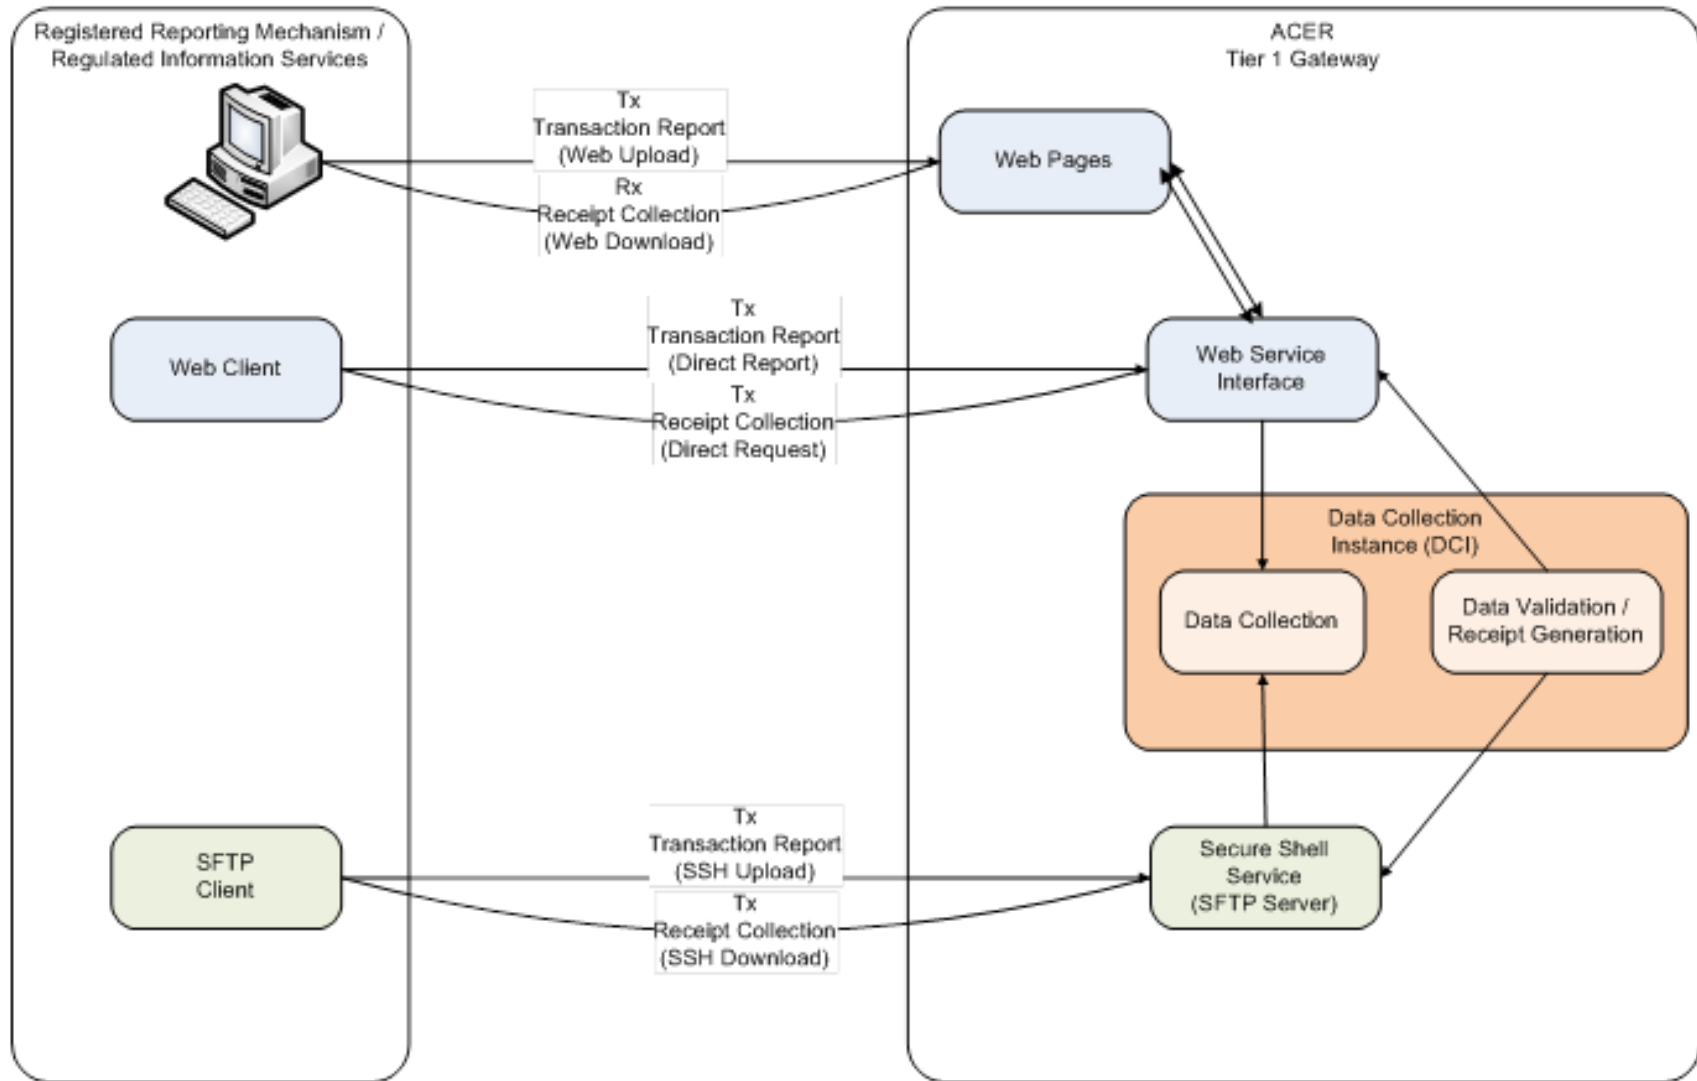 Registered Reporting Mechanism /
Regulated Information Services
ACER
Tier 1 Gateway
Tx
Transaction Report
(Web Upload)
Rx
Receipt Collection
(Web Download)
Web Pages
Web Client
Tx
Transaction Report
(Direct Report)
Tx
Receipt Collection
(Direct Request)
Web Service
Interface
Data Collection
Instance (DCI)
Data Collection
Data Validation /
Receipt Generation
SFTP
Client
Tx
Transaction Report
(SSH Upload)
Tx
Receipt Collection
(SSH Download)
Secure Shell
Service
(SFTP Server)